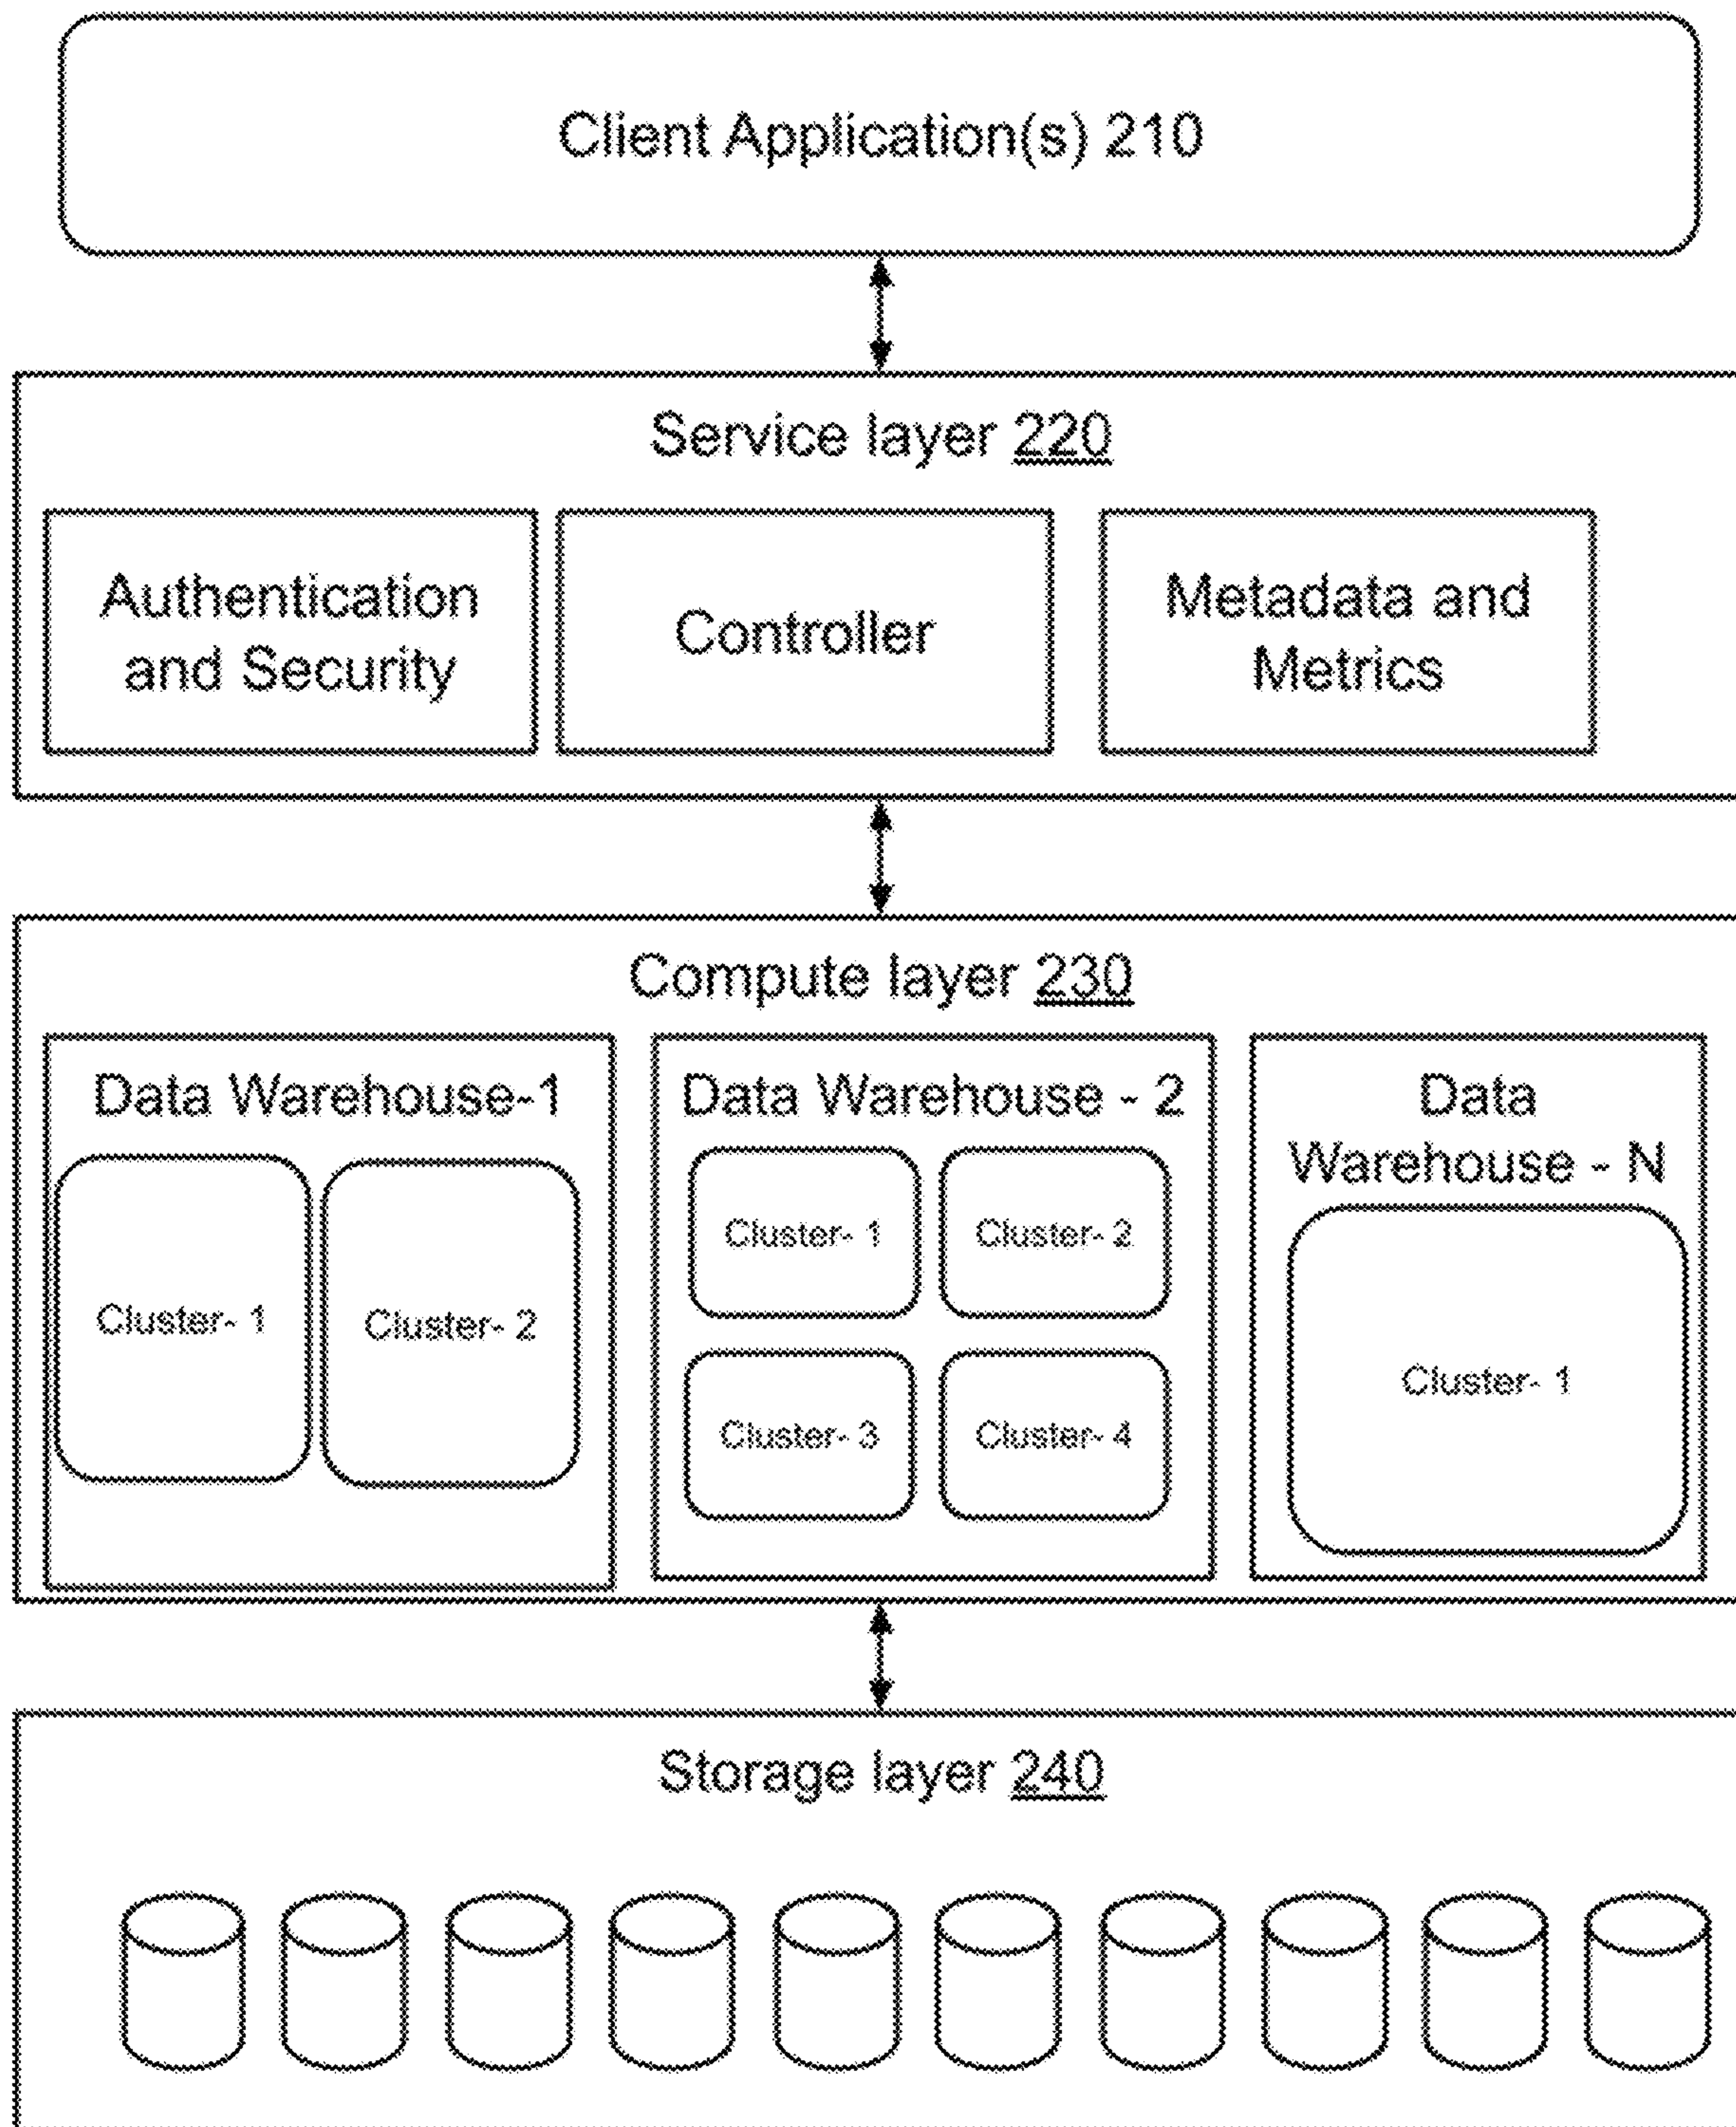 Client Application(s) 210
Service layer 220
Authentication
and Security
Controller
Metadata and
Metrics
Compute layer 230
Data Warehouse-1
Cluster- 1
Cluster- 2
Data Warehouse - 2
Cluster- 1
Cluster- 2
Cluster- 3
Cluster- 4
Data
Warehouse - N
Cluster- 1
Storage layer 240